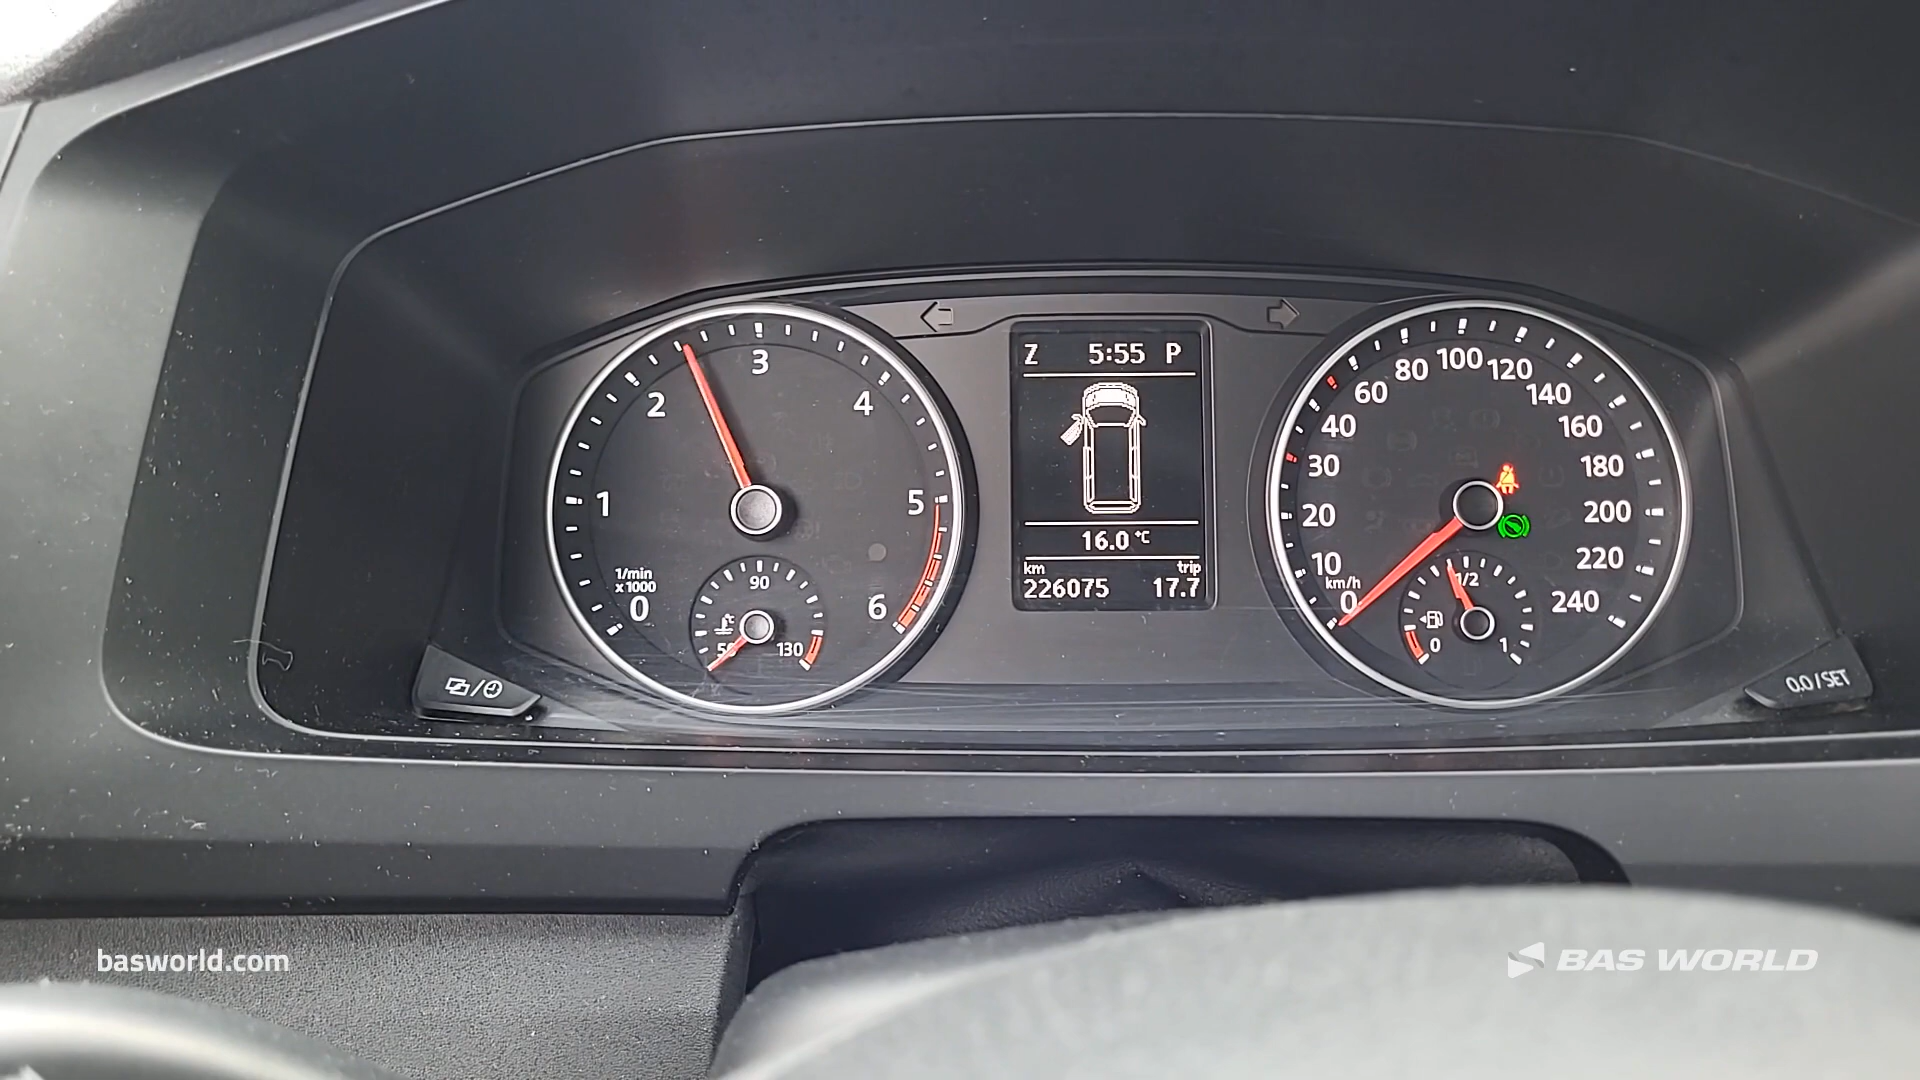 1/min
x1000
0
1
2
3
4
5
6
90
°C
50
130
Z 5:55 P
16.0 °C
km trip
226075 17.7
km/h
0
10
20
30
40
60
80
100
120
140
160
180
200
220
240
0
1/2
1
0.0/SET
basworld.com
BAS WORLD